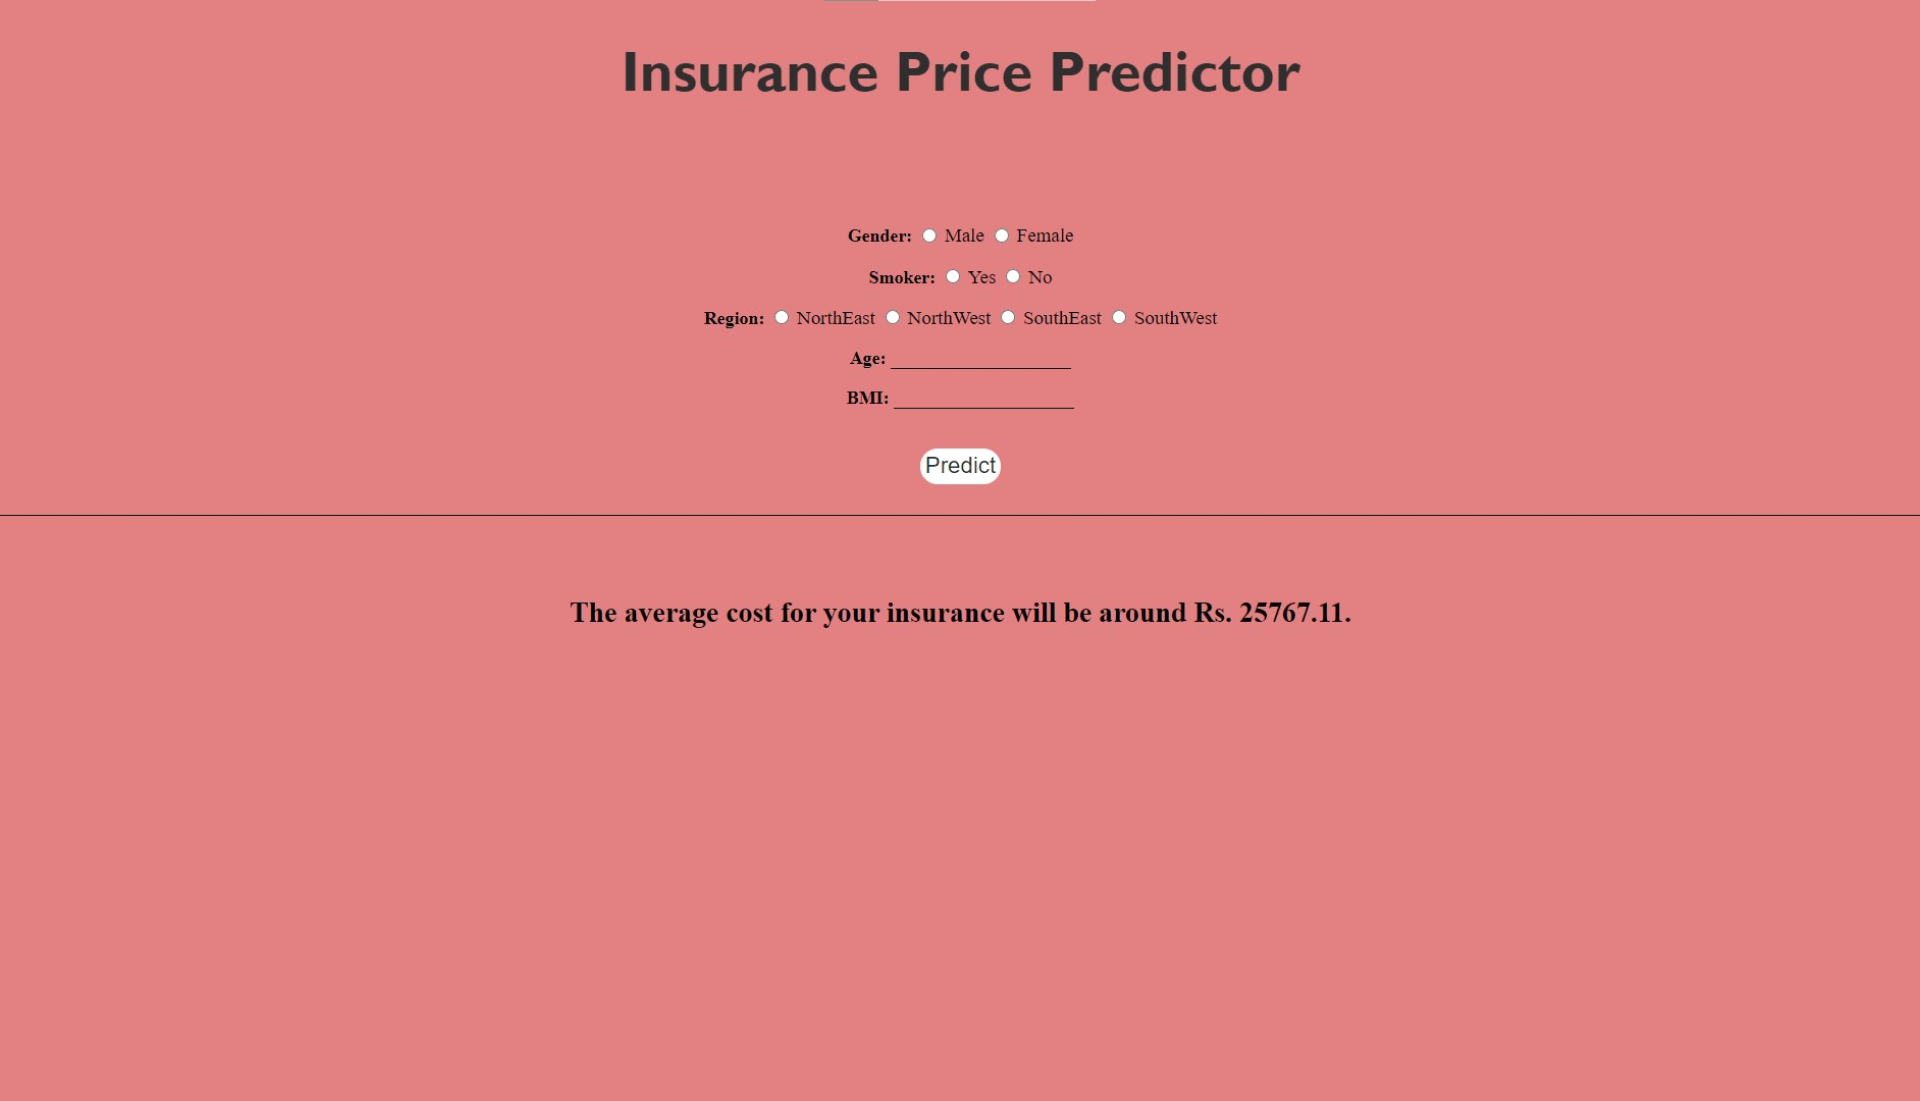 Insurance Price Predictor
Gender: Male Female
Smoker: Yes No
Region: NorthEast NorthWest SouthEast SouthWest
Age:
BMI:
Predict
The average cost for your insurance will be around Rs. 25767.11.